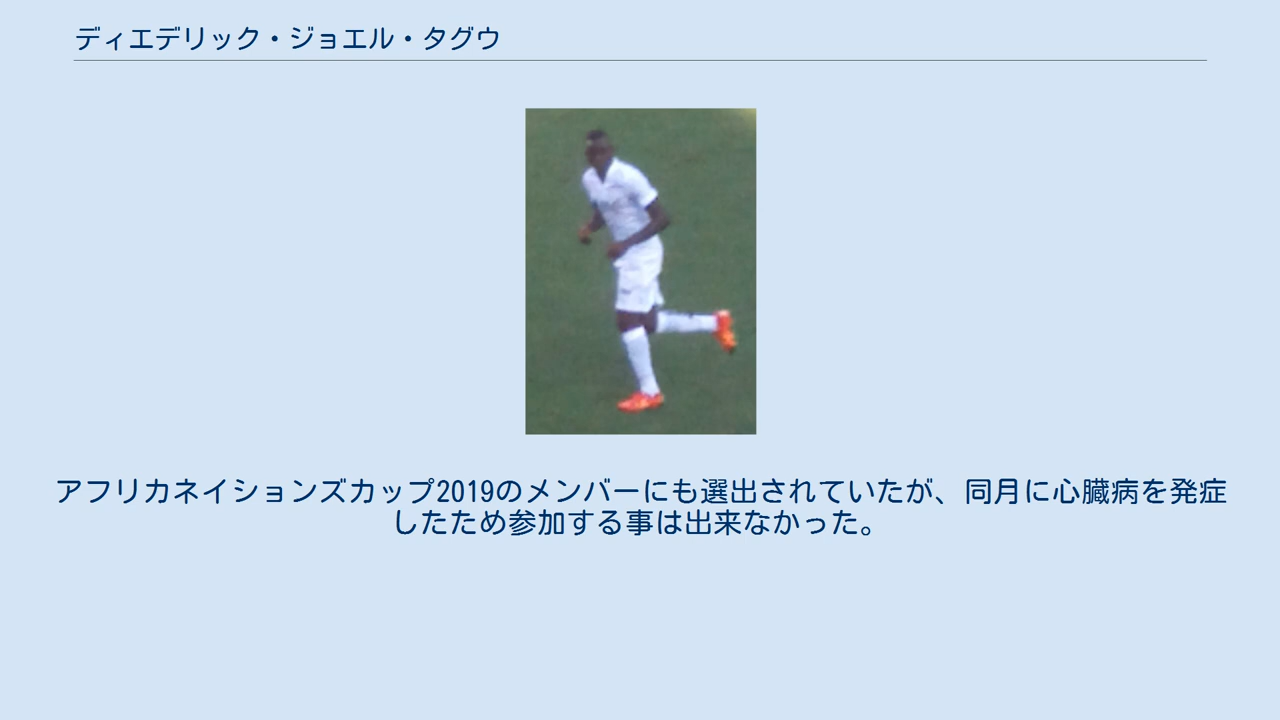 ディエデリック・ジョエル・タグウ
アフリカネイションズカップ2019のメンバーにも選出されていたが、同月に心臓病を発症
したため参加する事は出来なかった。